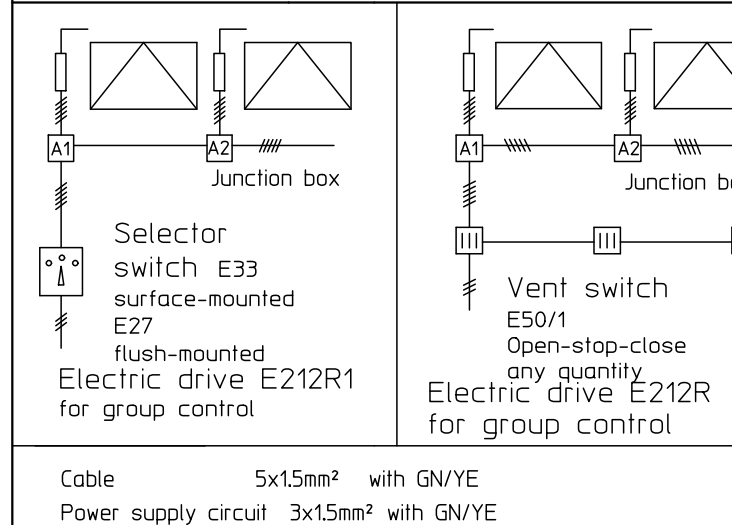 A1
A2
Junction box
Selector
switch E33
surface-mounted
E27
flush-mounted
Electric drive E212R1
for group control
A1
A2
Junction
Vent switch
E50/1
Open-stop-close
any quantity
Electric drive E212R
for group control
Cable 5x1.5mm² with GN/YE
Power supply circuit 3x1.5mm² with GN/YE